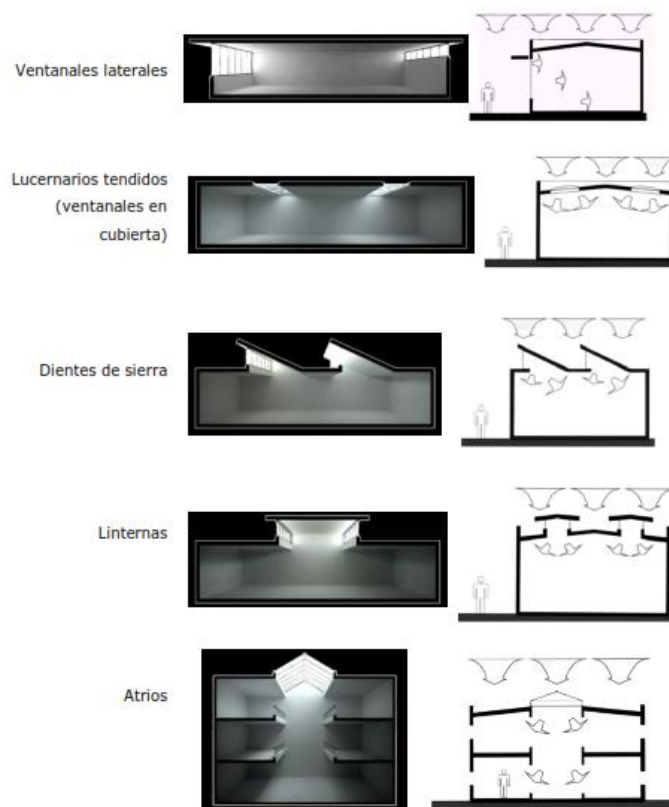 Ventanales laterales
Lucernarios tendidos
(ventanales en
cubierta)
Dientes de sierra
Linternas
Atrios